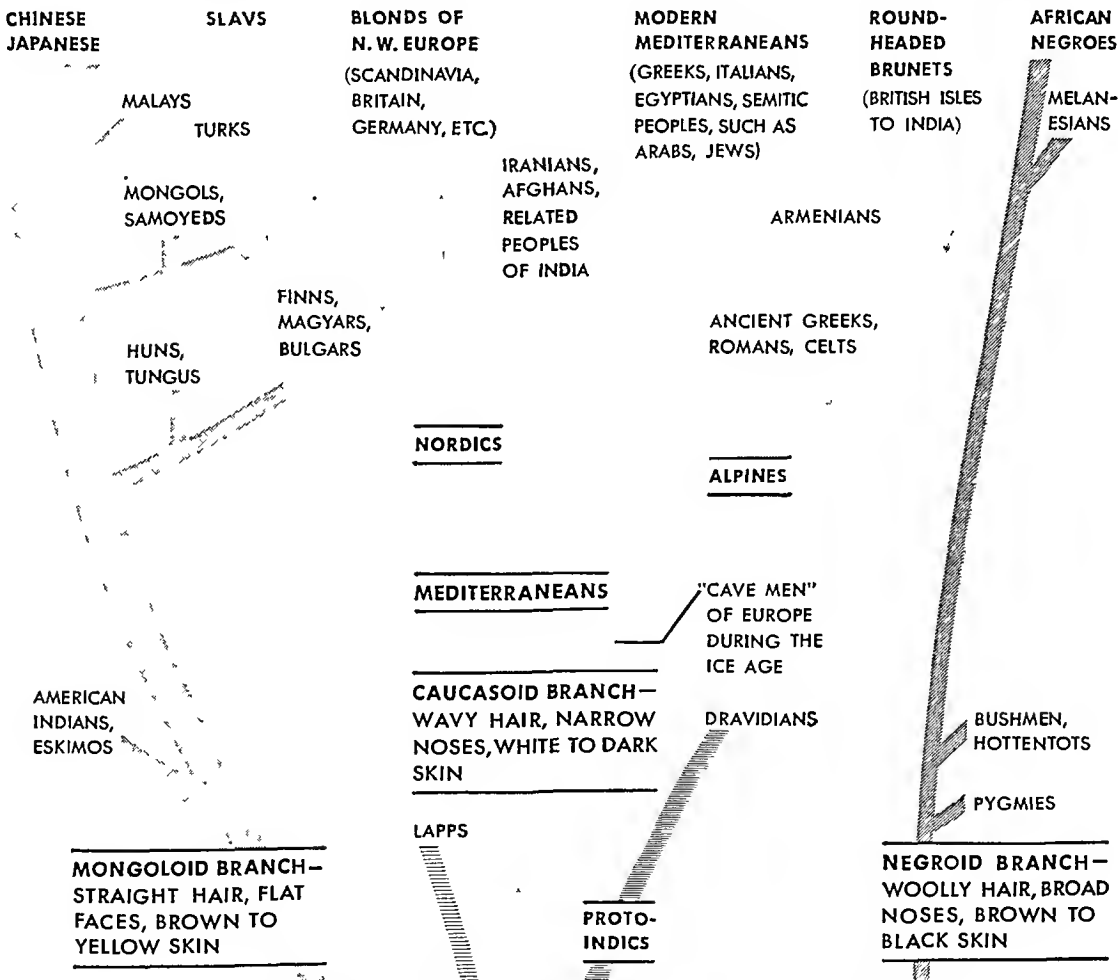 CHINESE
JAPANESE
SLAVS
BLONDS OF
N. W. EUROPE
(SCANDINAVIA,
BRITAIN,
GERMANY, ETC.)
MODERN
MEDITERRANEANS
(GREEKS, ITALIANS,
EGYPTIANS, SEMITIC
PEOPLES, SUCH AS
ARABS, JEWS)
ROUND-
HEADED
BRUNETS
(BRITISH ISLES
TO INDIA)
AFRICAN
NEGROES
MELAN-
ESIANS
MALAYS
TURKS
IRANIANS,
AFGHANS,
RELATED
PEOPLES
OF INDIA
MONGOLS,
SAMOYEDS
ARMENIANS
FINNS,
MAGYARS,
BULGARS
ANCIENT GREEKS,
ROMANS, CELTS
HUNS,
TUNGUS
NORDICS
ALPINES
MEDITERRANEANS
"CAVE MEN"
OF EUROPE
DURING THE
ICE AGE
CAUCASOID BRANCH—
WAVY HAIR, NARROW
NOSES, WHITE TO DARK
SKIN
AMERICAN
INDIANS,
ESKIMOS
DRAVIDIANS
BUSHMEN,
HOTTENTOTS
PYGMIES
LAPPS
MONGOLOID BRANCH—
STRAIGHT HAIR, FLAT
FACES, BROWN TO
YELLOW SKIN
PROTO-
INDICS
NEGROID BRANCH—
WOOLLY HAIR, BROAD
NOSES, BROWN TO
BLACK SKIN